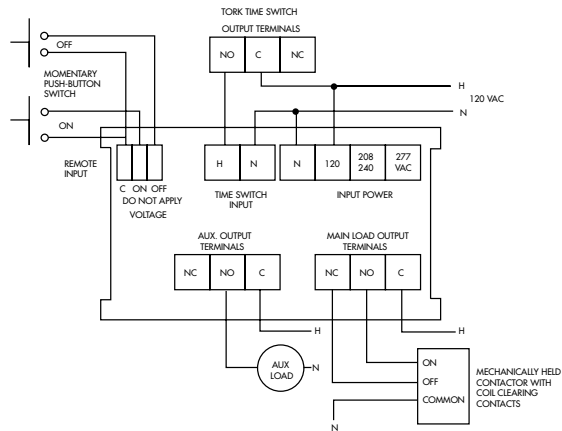 TORK TIME SWITCH
OUTPUT TERMINALS
OFF
NO C NC
MOMENTARY
PUSH-BUTTON
SWITCH
H
120 VAC
N
ON
REMOTE
INPUT
H N
N 120 208
240 277
VAC
C ON OFF
DO NOT APPLY
VOLTAGE
TIME SWITCH
INPUT
INPUT POWER
AUX. OUTPUT
TERMINALS
MAIN LOAD OUTPUT
TERMINALS
NC NO C
NC NO C
H
H
AUX
LOAD
N
ON
OFF
COMMON
MECHANICALLY HELD
CONTACTOR WITH
COIL CLEARING
CONTACTS
N